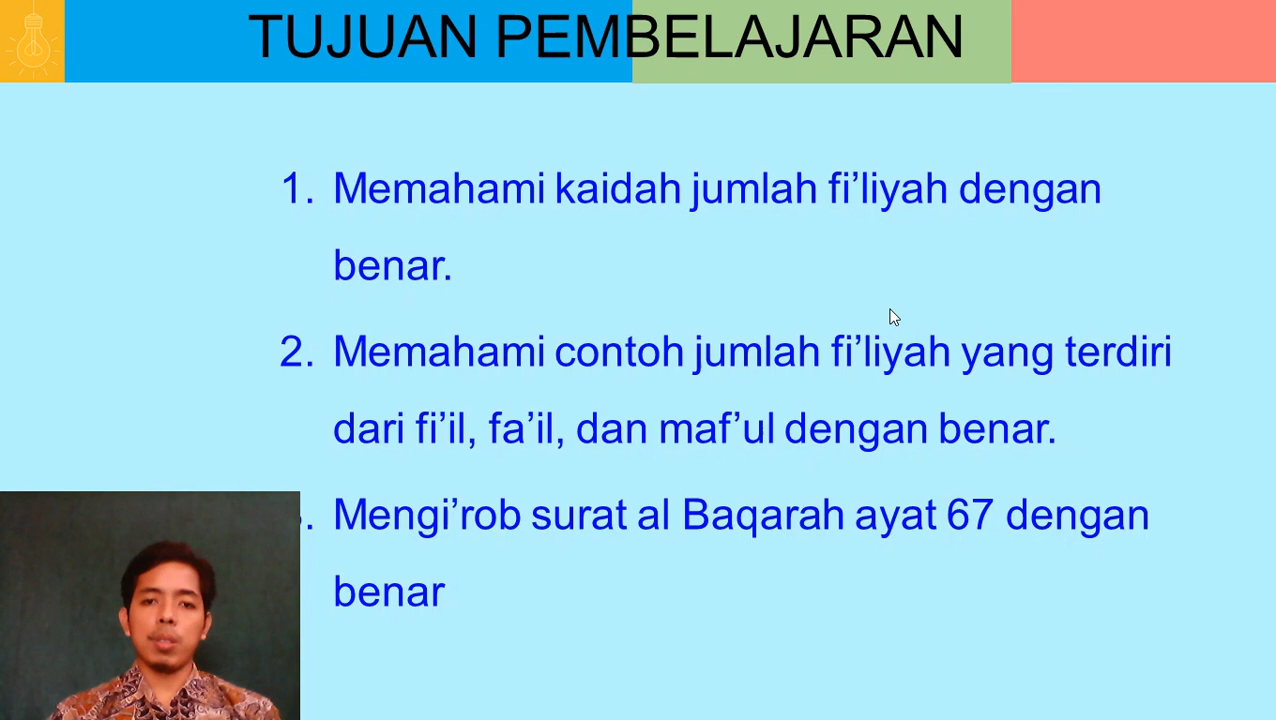 TUJUAN PEMBELAJARAN
1. Memahami kaidah jumlah fi’liyah dengan
benar.
2. Memahami contoh jumlah fi’liyah yang terdiri
dari fi’il, fa’il, dan maf’ul dengan benar.
Mengi’rob surat al Baqarah ayat 67 dengan
benar